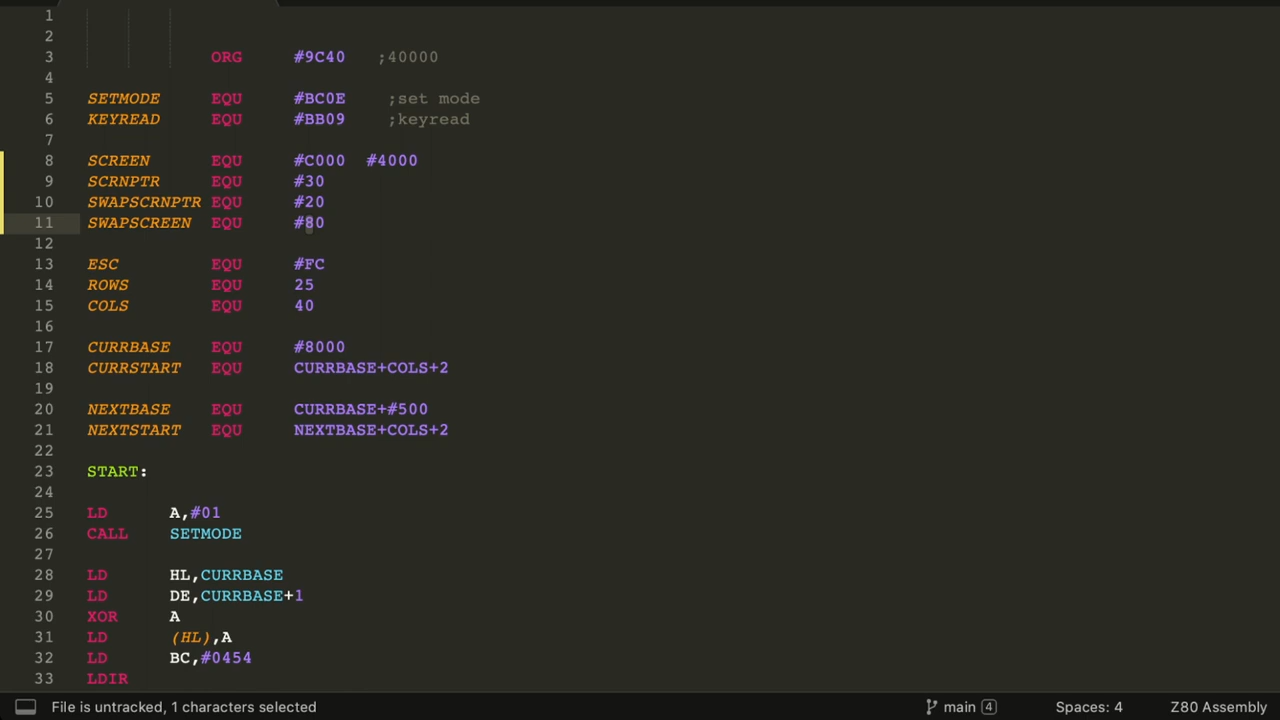 1
2
3 ORG #9C40 ;40000
4
5 SETMODE EQU #BC0E ;set mode
6 KEYREAD EQU #BB09 ;keyread
7
8 SCREEN EQU #C000 #4000
9 SCRNPTR EQU #30
10 SWAPSCRNPTR EQU #20
11 SWAPSCREEN EQU #80
12
13 ESC EQU #FC
14 ROWS EQU 25
15 COLS EQU 40
16
17 CURRBASE EQU #8000
18 CURRSTART EQU CURRBASE+COLS+2
19
20 NEXTBASE EQU CURRBASE+#500
21 NEXTSTART EQU NEXTBASE+COLS+2
22
23 START:
24
25 LD A,#01
26 CALL SETMODE
27
28 LD HL,CURRBASE
29 LD DE,CURRBASE+1
30 XOR A
31 LD (HL),A
32 LD BC,#0454
33 LDIR
File is untracked, 1 characters selected main 4 Spaces: 4 Z80 Assembly